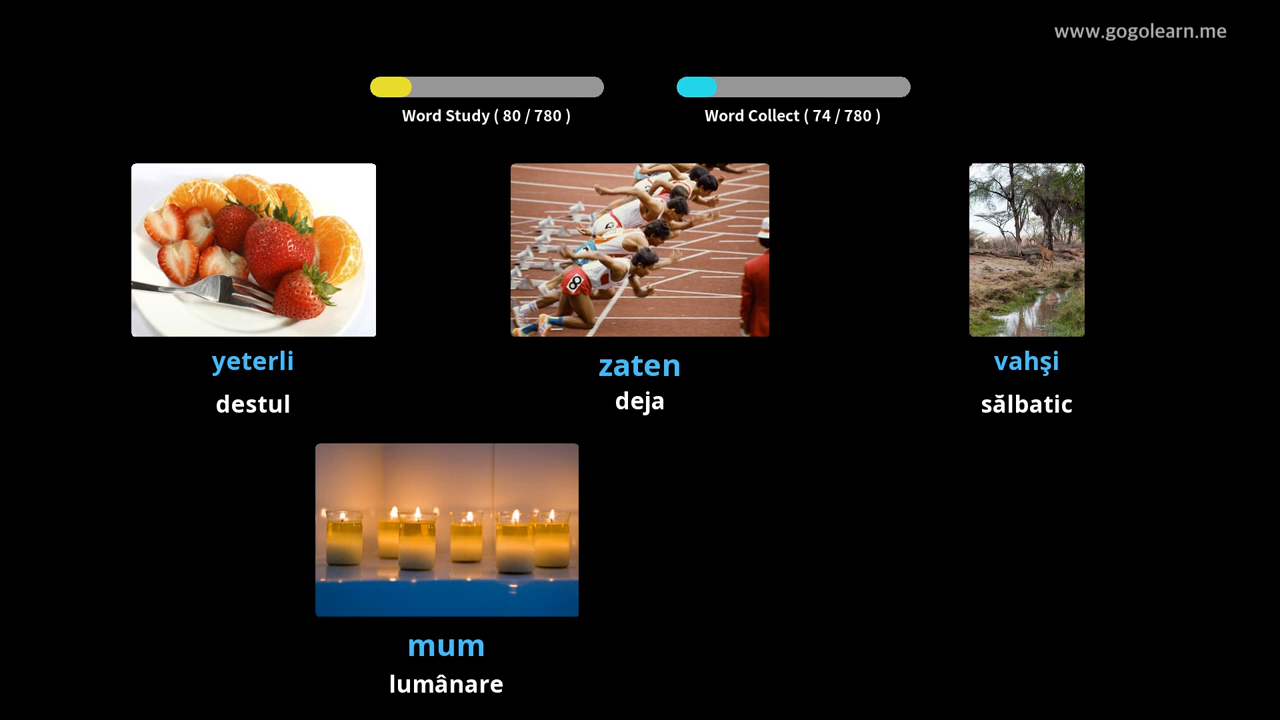 www.gogolearn.me
Word Study ( 80 / 780 )
Word Collect ( 74 / 780 )
yeterli
destul
zaten
deja
vahşi
sălbatic
mum
lumânare